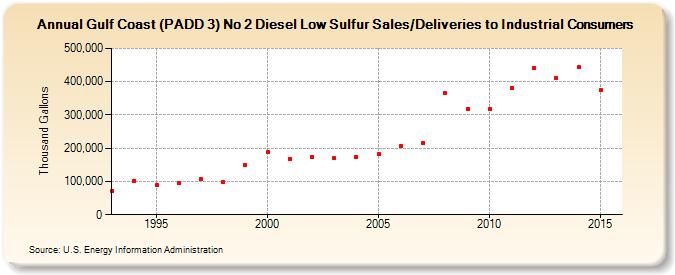 Annual Gulf Coast (PADD 3) No 2 Diesel Low Sulfur Sales/Deliveries to Industrial Consumers
Thousand Gallons
500,000
400,000
300,000
200,000
100,000
0
1995 2000 2005 2010 2015
Source: U.S. Energy Information Administration